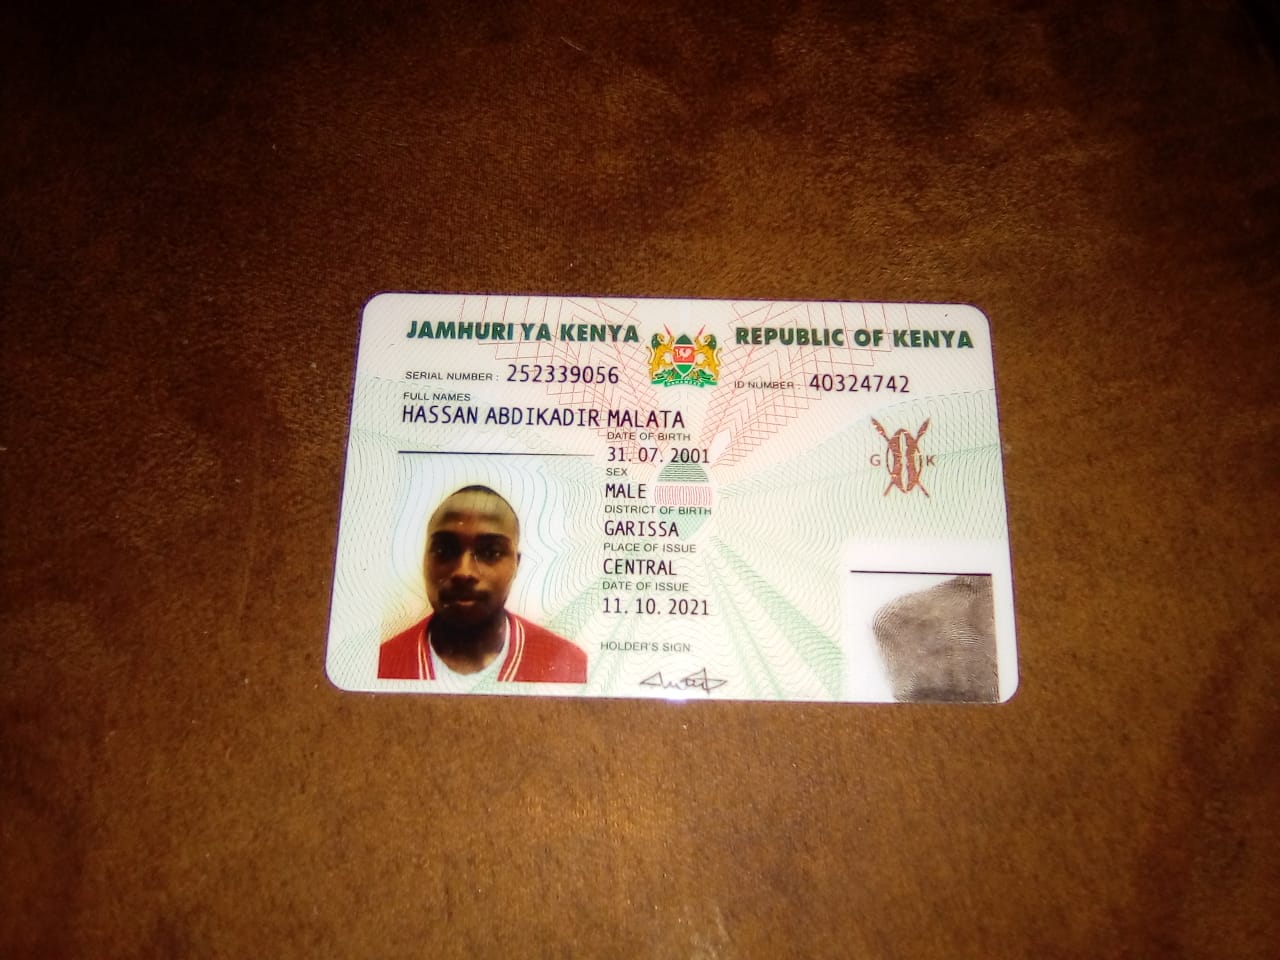 JAMHURI YA KENYA REPUBLIC OF KENYA
SERIAL NUMBER: 252339056 ID NUMBER: 40324742
FULL NAMES
HASSAN ABDIKADIR MALATA
DATE OF BIRTH
31. 07. 2001
SEX
MALE
DISTRICT OF BIRTH
GARISSA
PLACE OF ISSUE
CENTRAL
DATE OF ISSUE
11. 10. 2021
HOLDER'S SIGN
G K